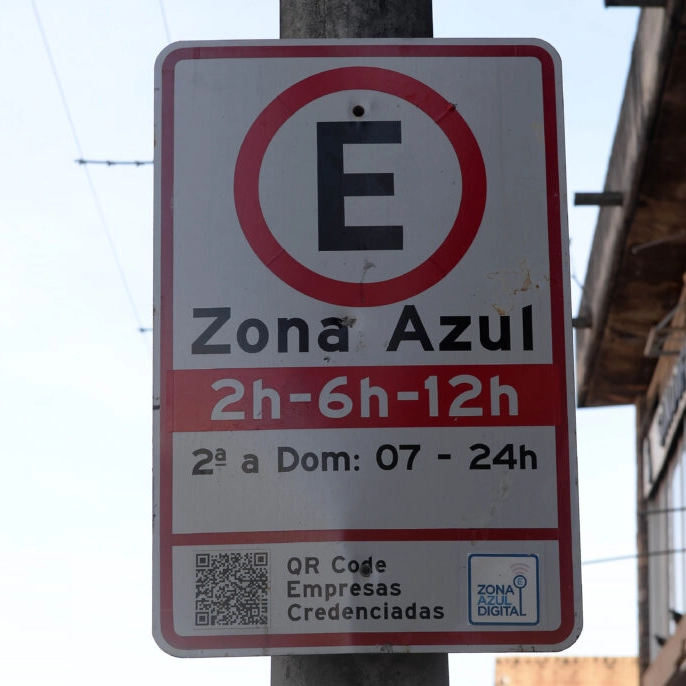 E
Zona Azul
2h-6h-12h
2ª a Dom: 07 - 24h
QR Code
Empresas
Credenciadas
E
ZONA
AZUL
DIGITAL